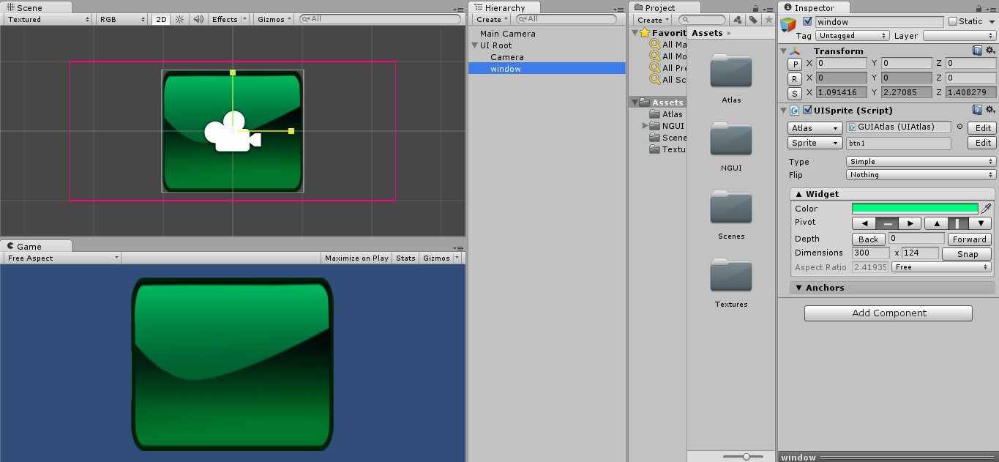 Scene
Textured RGB 2D Effects Gizmos All
Game
Free Aspect Maximize on Play Stats Gizmos
Hierarchy
Create All
Main Camera
UI Root
Camera
window
Project
Create
Favorit
All Ma
All Mo
All Pre
All Sc
Assets
Atlas
NGUI
Scene
Textu
Assets
Atlas
NGUI
Scenes
Textures
Inspector
window Static
Tag Untagged Layer
Transform
P X 0 Y 0 Z 0
R X 0 Y 0 Z 0
S X 1.091416 Y 2.27085 Z 1.408279
UISprite (Script)
Atlas GUIAtlas (UIAtlas) Edit
Sprite btn1 Edit
Type Simple
Flip Nothing
▲ Widget
Color
Pivot ◄ ─ ► ▲ | ▼
Depth Back 0 Forward
Dimensions 300 x 124 Snap
Aspect Ratio 2.41935 Free
▼ Anchors
Add Component
window